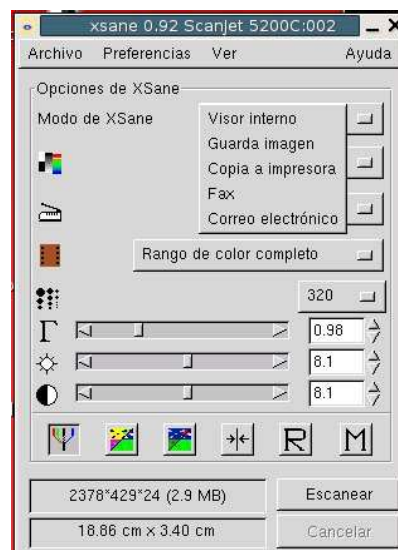 xsane 0.92 ScanJet 5200C:002
Archivo Preferencias Ver Ayuda
Opciones de XSane
Modo de XSane
Visor interno
Guarda imagen
Copia a impresora
Fax
Correo electrónico
Rango de color completo
320
Γ 0.98
8.1
8.1
R M
2378*429*24 (2.9 MB) Escanear
18.86 cm x 3.40 cm Cancelar